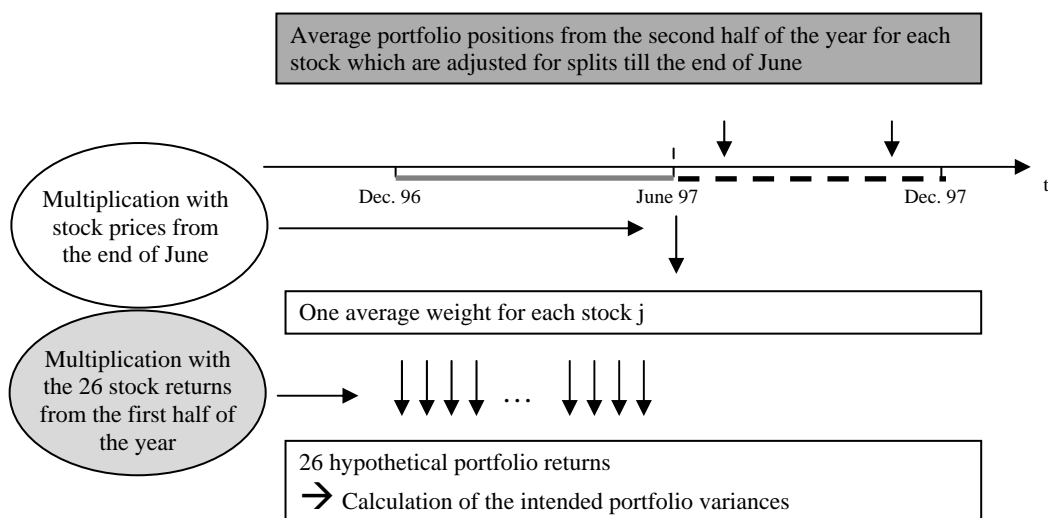 Average portfolio positions from the second half of the year for each
stock which are adjusted for splits till the end of June
t
Dec. 96
June 97
Dec. 97
Multiplication with
stock prices from
the end of June
One average weight for each stock j
Multiplication with
the 26 stock returns
from the first half of
the year
…
26 hypothetical portfolio returns
→ Calculation of the intended portfolio variances